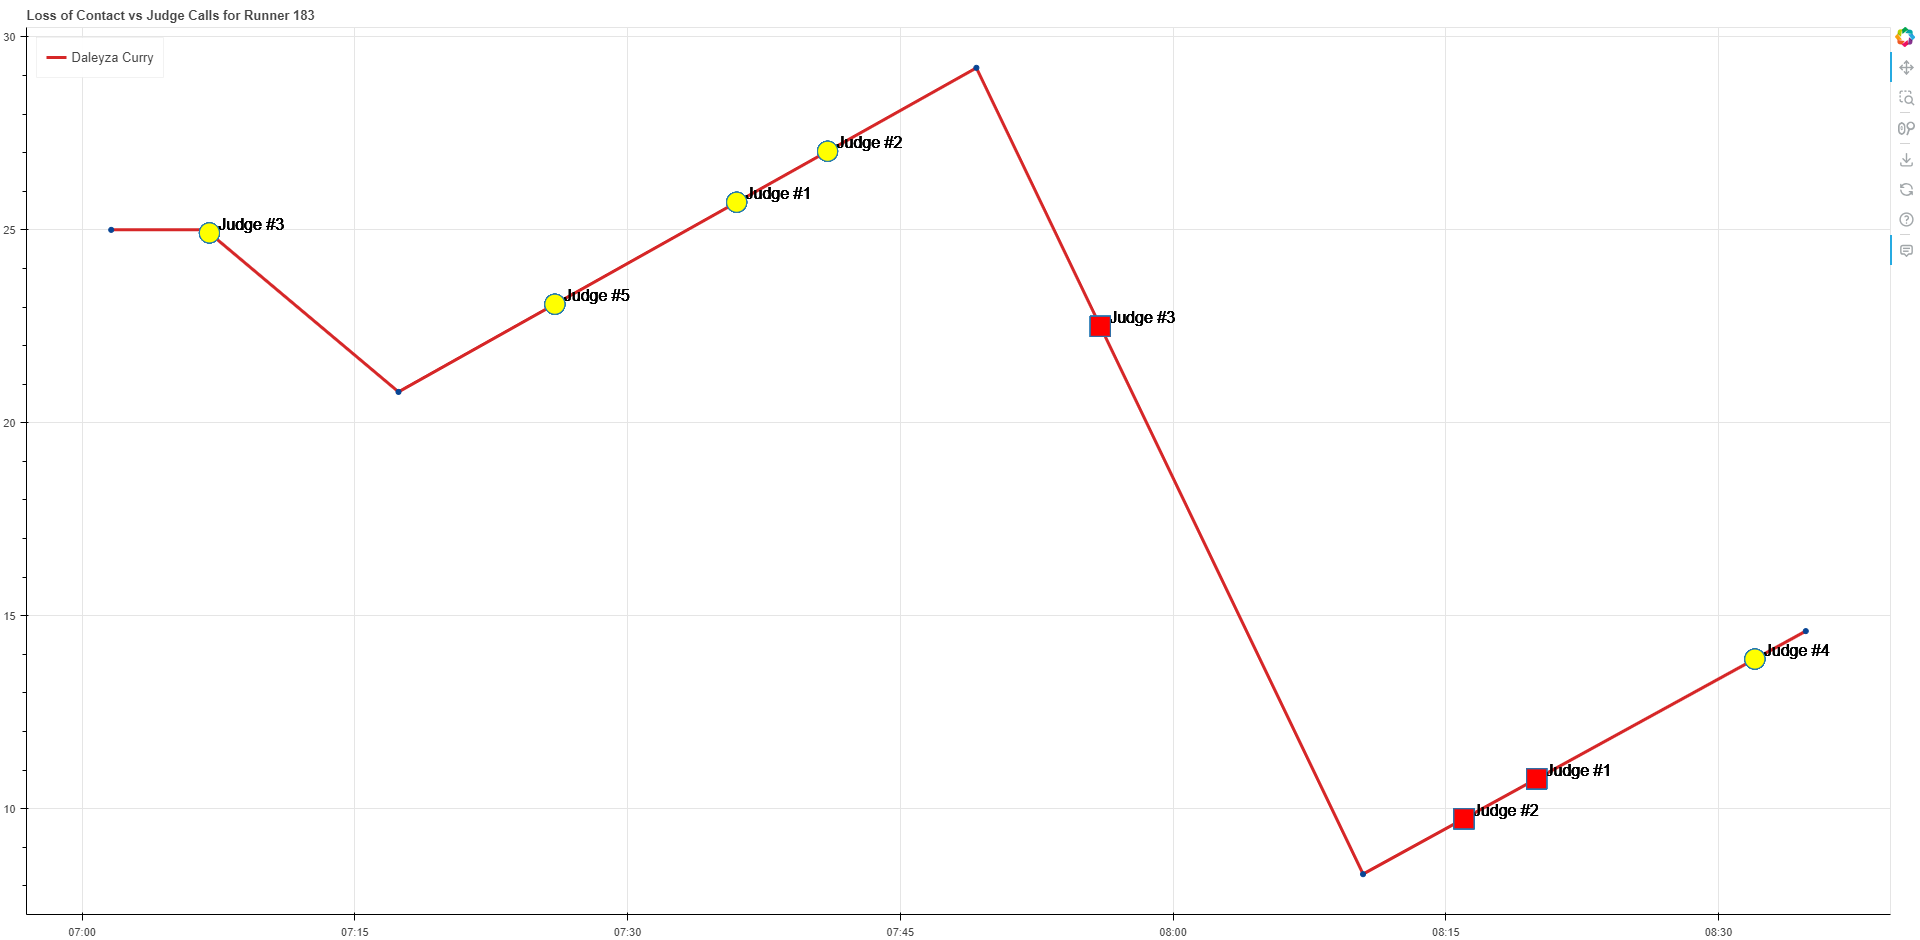 Loss of Contact vs Judge Calls for Runner 183
Daleyza Curry
30
25
20
15
10
Judge #3
Judge #5
Judge #1
Judge #2
Judge #3
Judge #2
Judge #1
Judge #4
07:00
07:15
07:30
07:45
08:00
08:15
08:30